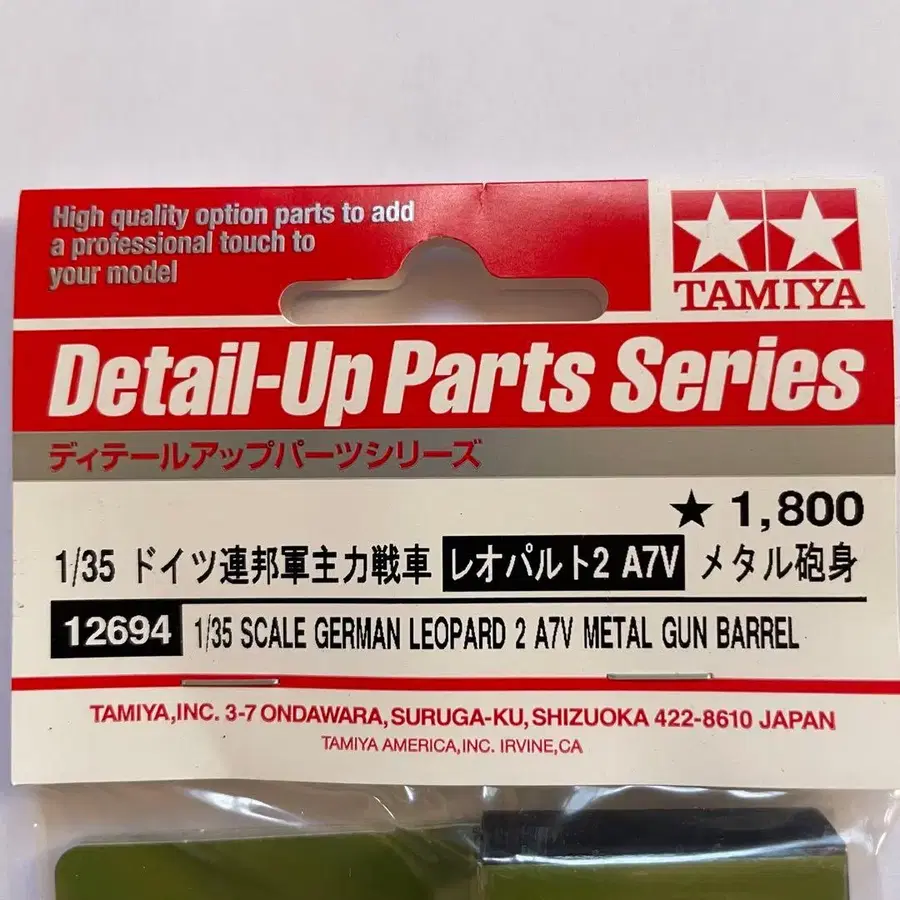 High quality option parts to add
a professional touch to
your model
TAMIYA
Detail-Up Parts Series
ディテールアップパーツシリーズ
★ 1,800
1/35 ドイツ連邦軍主力戦車 レオパルト2 A7V メタル砲身
12694 1/35 SCALE GERMAN LEOPARD 2 A7V METAL GUN BARREL
TAMIYA,INC. 3-7 ONDAWARA,SURUGA-KU,SHIZUOKA 422-8610 JAPAN
TAMIYA AMERICA,INC. IRVINE,CA